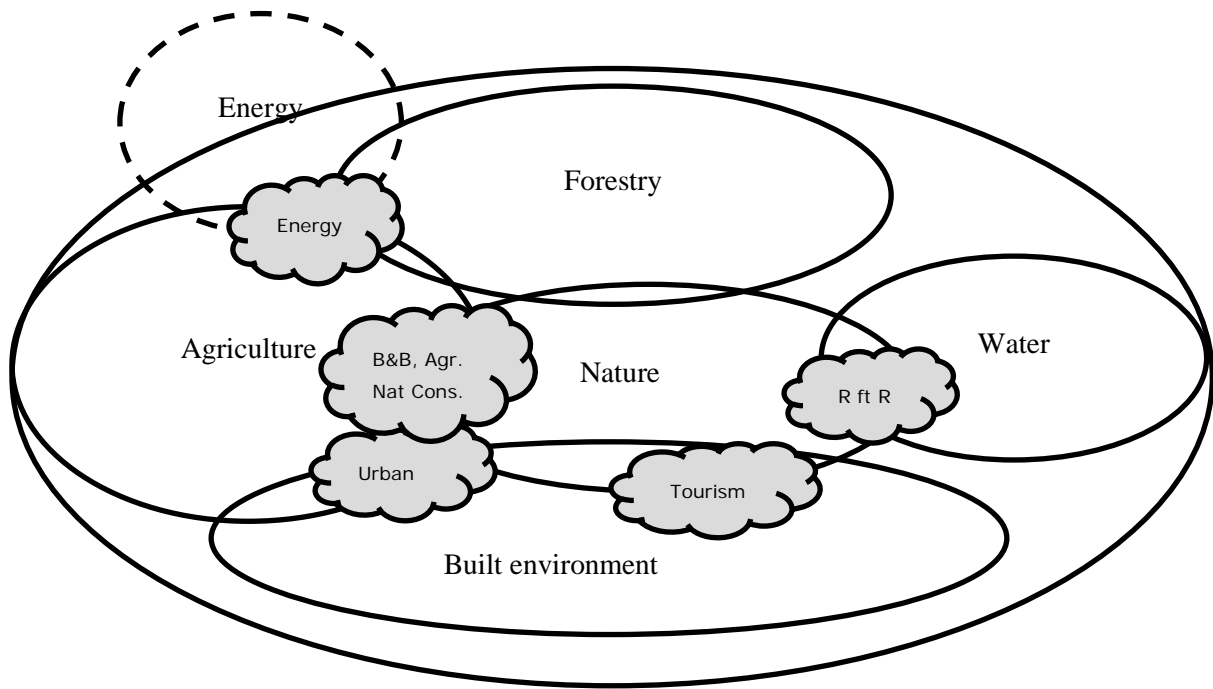 Energy
Forestry
Energy
Agriculture
B&B, Agr.
Nat Cons.
Nature
Water
R ft R
Urban
Tourism
Built environment